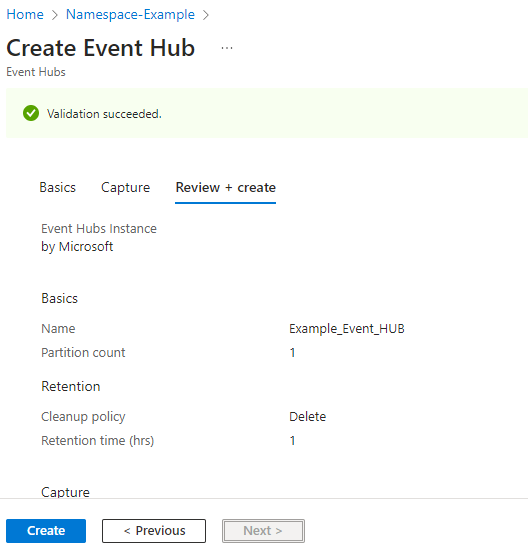 Home > Namespace-Example >
Create Event Hub ...
Event Hubs
Validation succeeded.
Basics Capture Review + create
Event Hubs Instance
by Microsoft
Basics
Name Example_Event_HUB
Partition count 1
Retention
Cleanup policy Delete
Retention time (hrs) 1
Capture
Create < Previous Next >